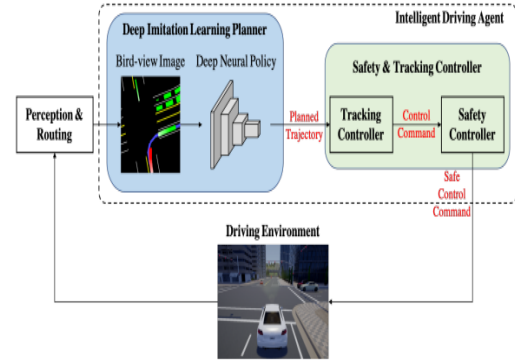 Intelligent Driving Agent
Deep Imitation Learning Planner
Bird-view Image
Deep Neural Policy
Safety & Tracking Controller
Perception &
Routing
Planned
Trajectory
Tracking
Controller
Control
Command
Safety
Controller
Safe
Control
Command
Driving Environment